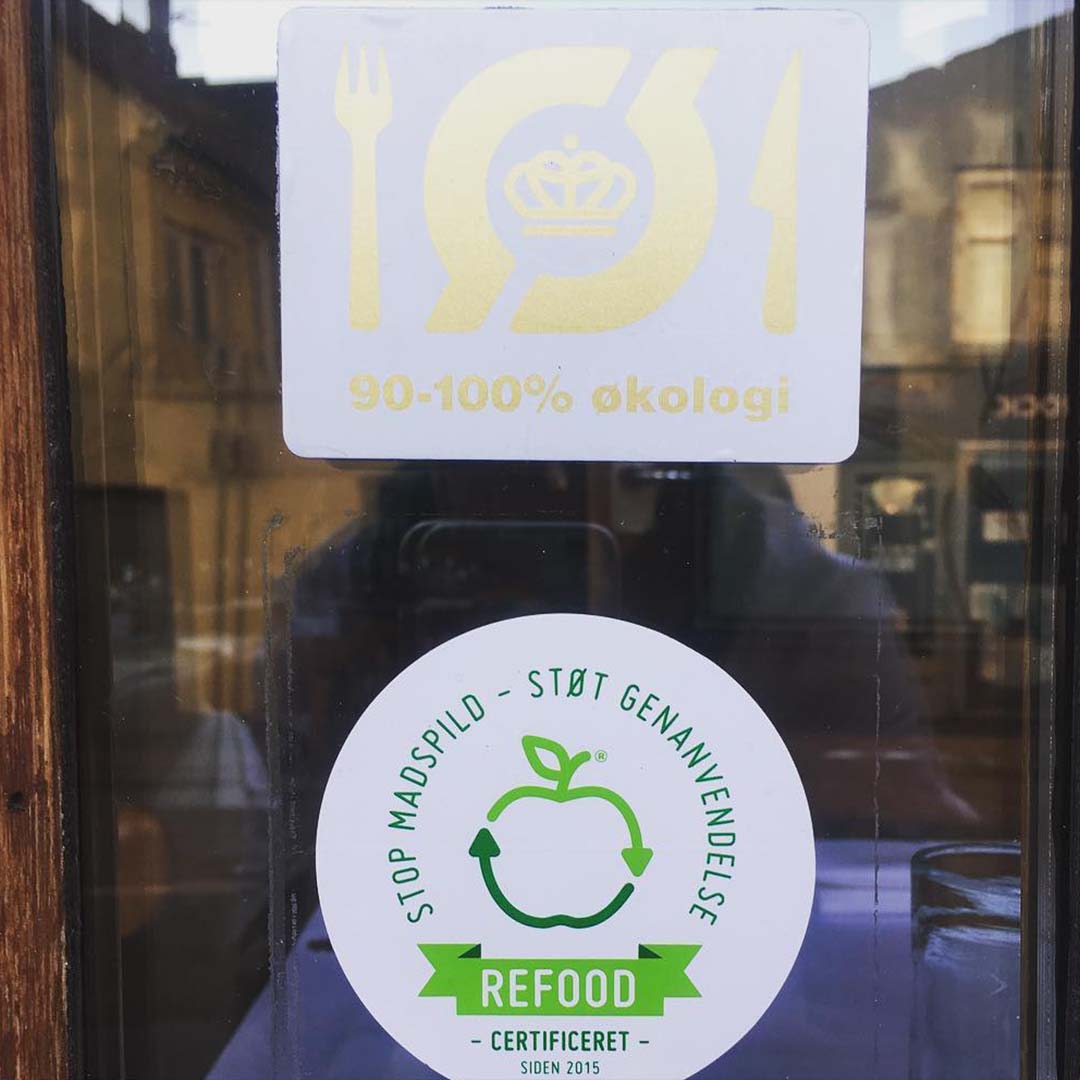 90-100% økologi
STOP MADSPILD - STØT GENANVENDELSE
®
REFOOD
- CERTIFICERET -
SIDEN 2015